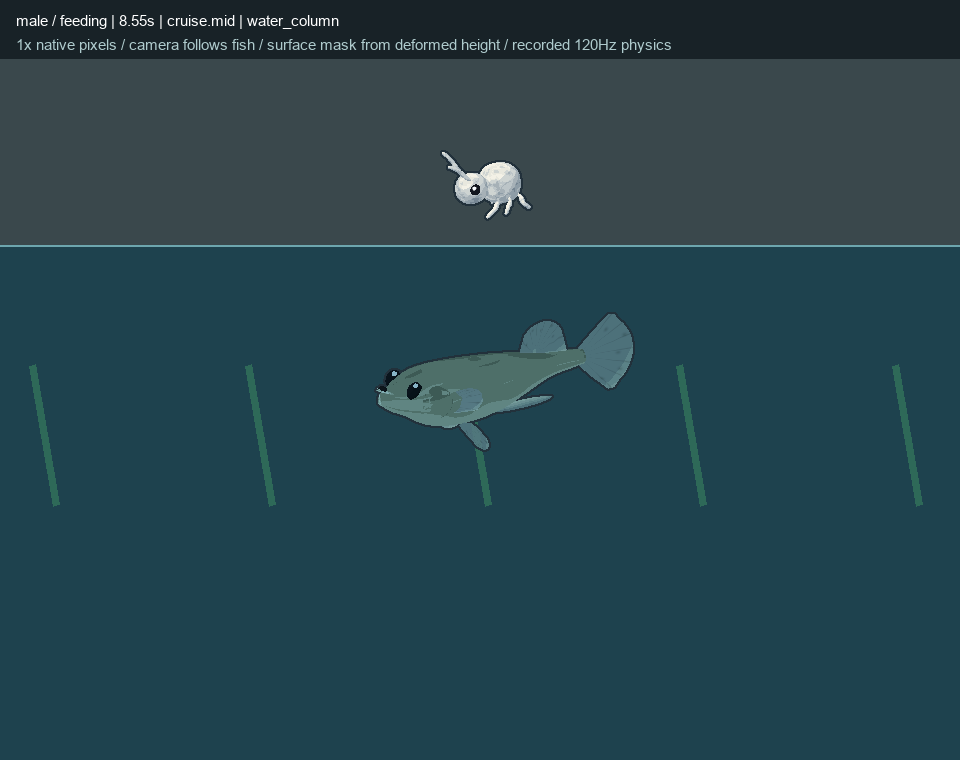 male / feeding | 8.55s | cruise.mid | water_column
1x native pixels / camera follows fish / surface mask from deformed height / recorded 120Hz physics